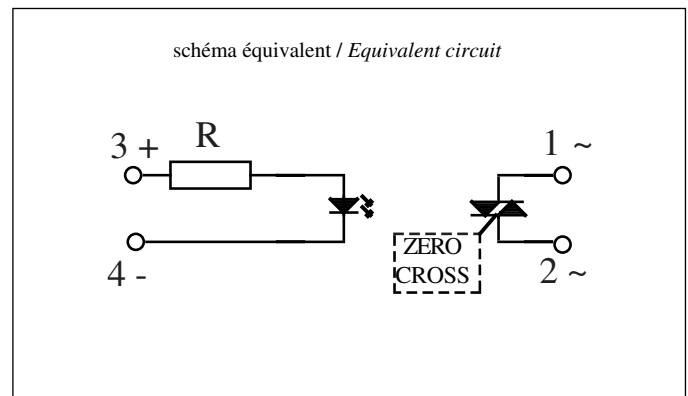 schéma équivalent / Equivalent circuit
3 + R 1 ~
ZERO
CROSS
4 - 2 ~